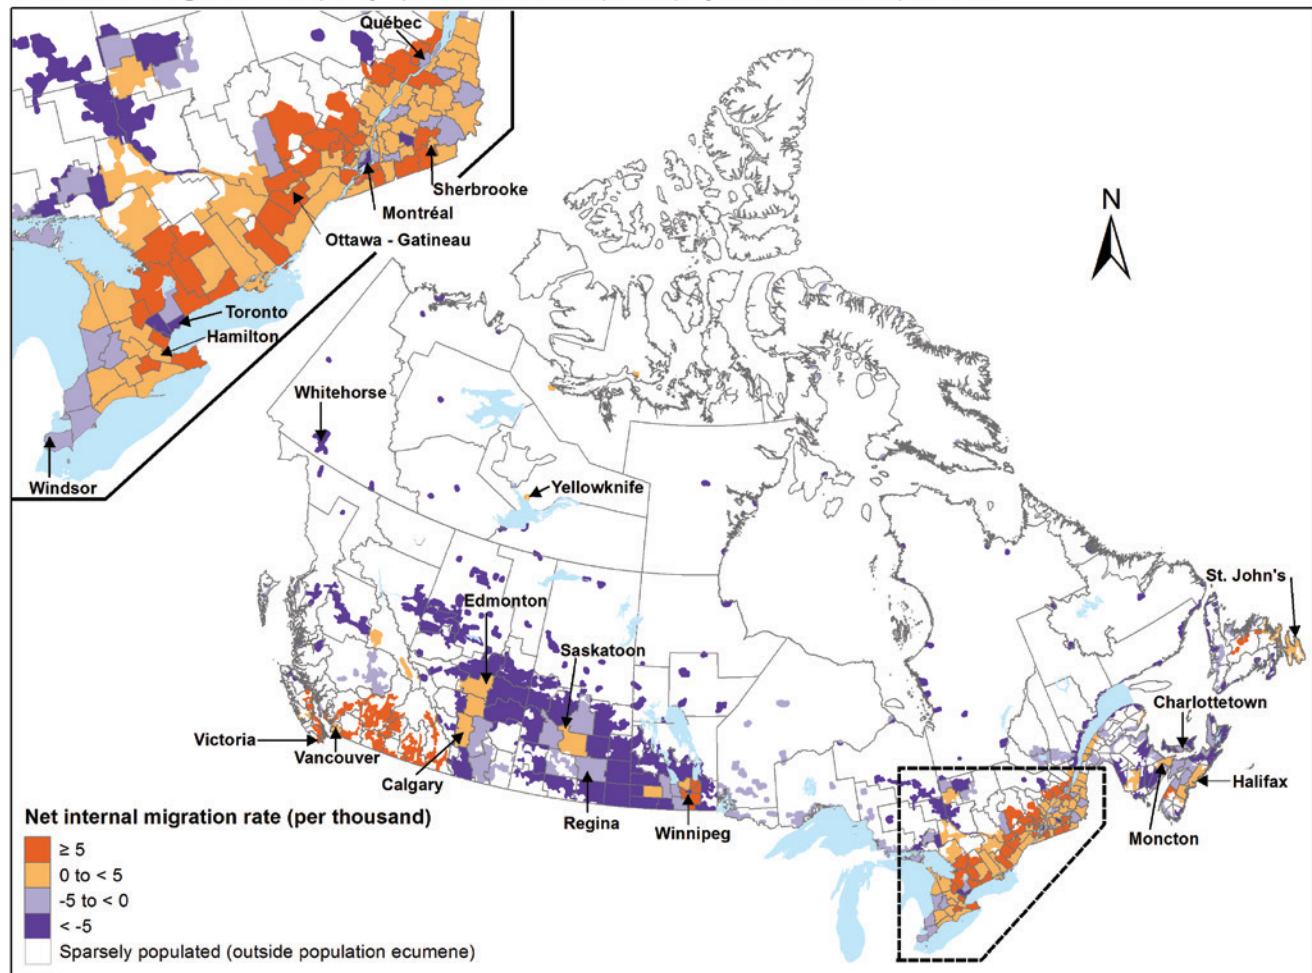 Québec
Sherbrooke
Montréal
Ottawa - Gatineau
Toronto
Hamilton
Windsor
N
Whitehorse
Yellowknife
St. John's
Edmonton
Saskatoon
Charlottetown
Victoria
Vancouver
Calgary
Halifax
Regina
Winnipeg
Moncton
Net internal migration rate (per thousand)
≥ 5
0 to < 5
-5 to < 0
< -5
Sparsely populated (outside population ecumene)